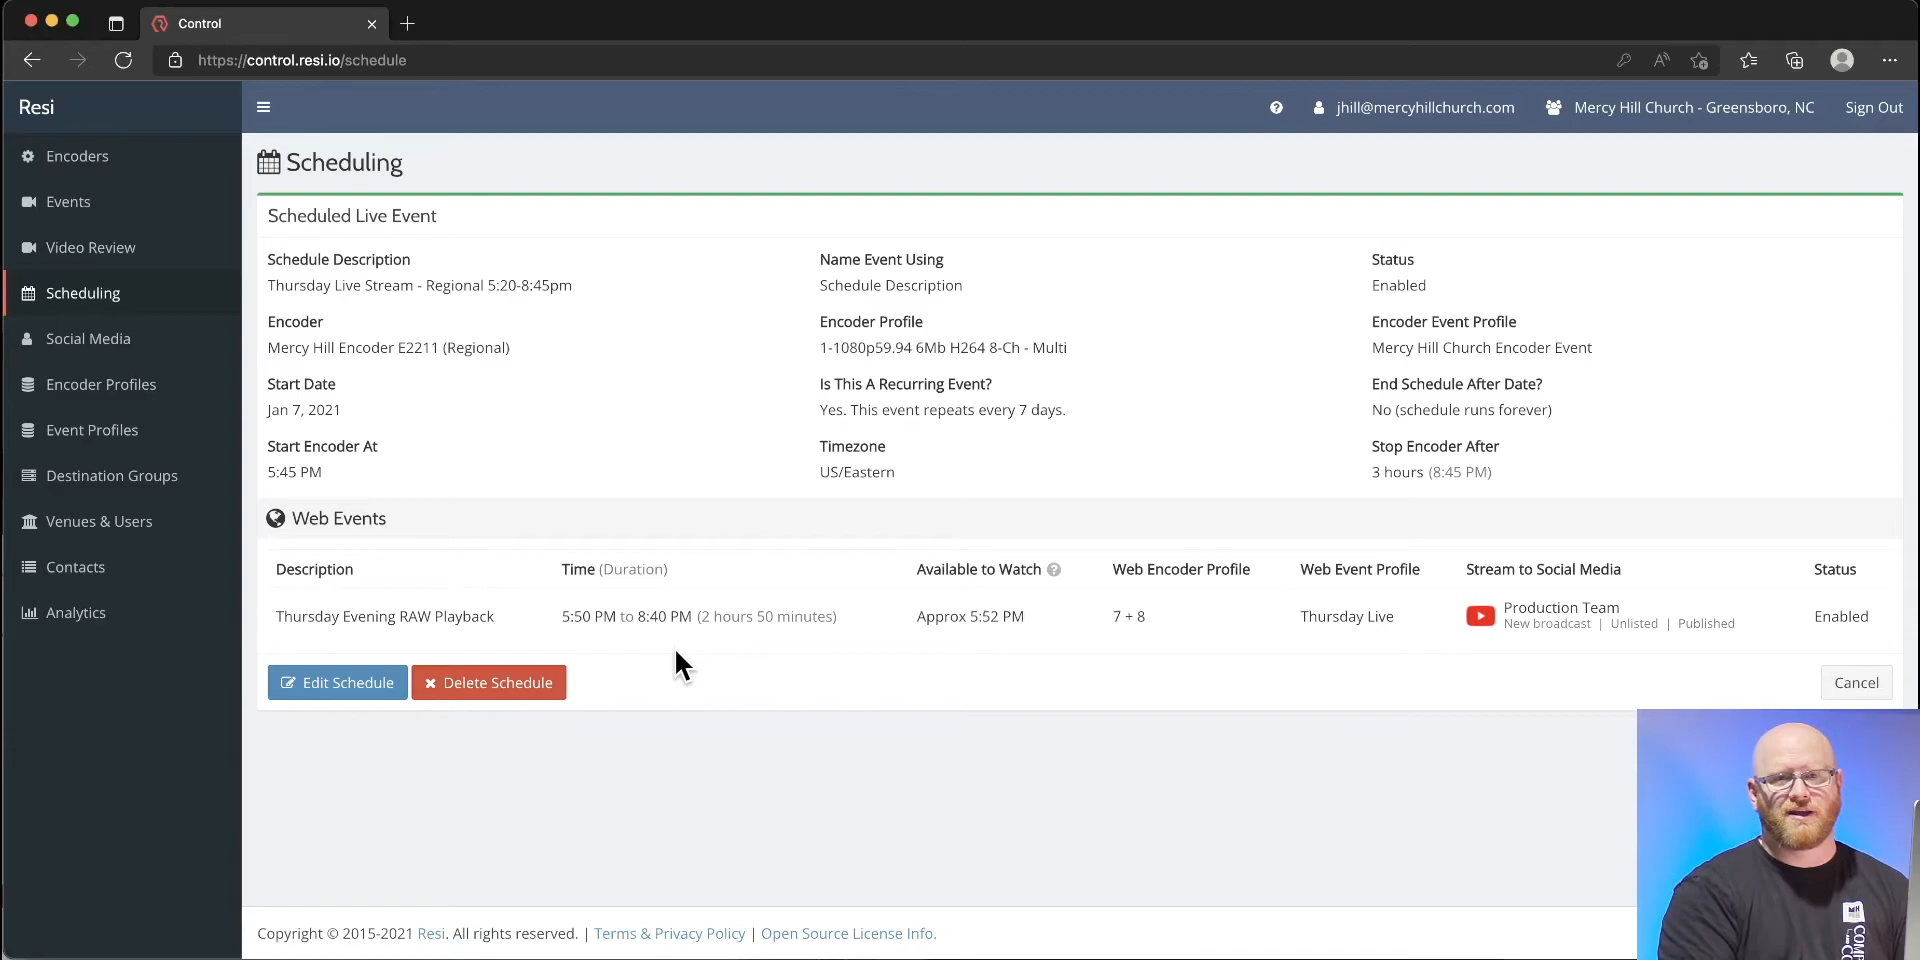 Control
https://control.resi.io/schedule
Resi
jhill@mercyhillchurch.com
Mercy Hill Church - Greensboro, NC
Sign Out
Encoders
Events
Video Review
Scheduling
Social Media
Encoder Profiles
Event Profiles
Destination Groups
Venues & Users
Contacts
Analytics
Scheduling
Scheduled Live Event
Schedule Description
Name Event Using
Status
Thursday Live Stream - Regional 5:20-8:45pm
Schedule Description
Enabled
Encoder
Encoder Profile
Encoder Event Profile
Mercy Hill Encoder E2211 (Regional)
1-1080p59.94 6Mb H264 8-Ch - Multi
Mercy Hill Church Encoder Event
Start Date
Is This A Recurring Event?
End Schedule After Date?
Jan 7, 2021
Yes. This event repeats every 7 days.
No (schedule runs forever)
Start Encoder At
Timezone
Stop Encoder After
5:45 PM
US/Eastern
3 hours (8:45 PM)
Web Events
Description
Time (Duration)
Available to Watch
Web Encoder Profile
Web Event Profile
Stream to Social Media
Status
Thursday Evening RAW Playback
5:50 PM to 8:40 PM (2 hours 50 minutes)
Approx 5:52 PM
7 + 8
Thursday Live
Production Team
New broadcast | Unlisted | Published
Enabled
Edit Schedule
Delete Schedule
Cancel
Copyright © 2015-2021 Resi. All rights reserved. | Terms & Privacy Policy | Open Source License Info.